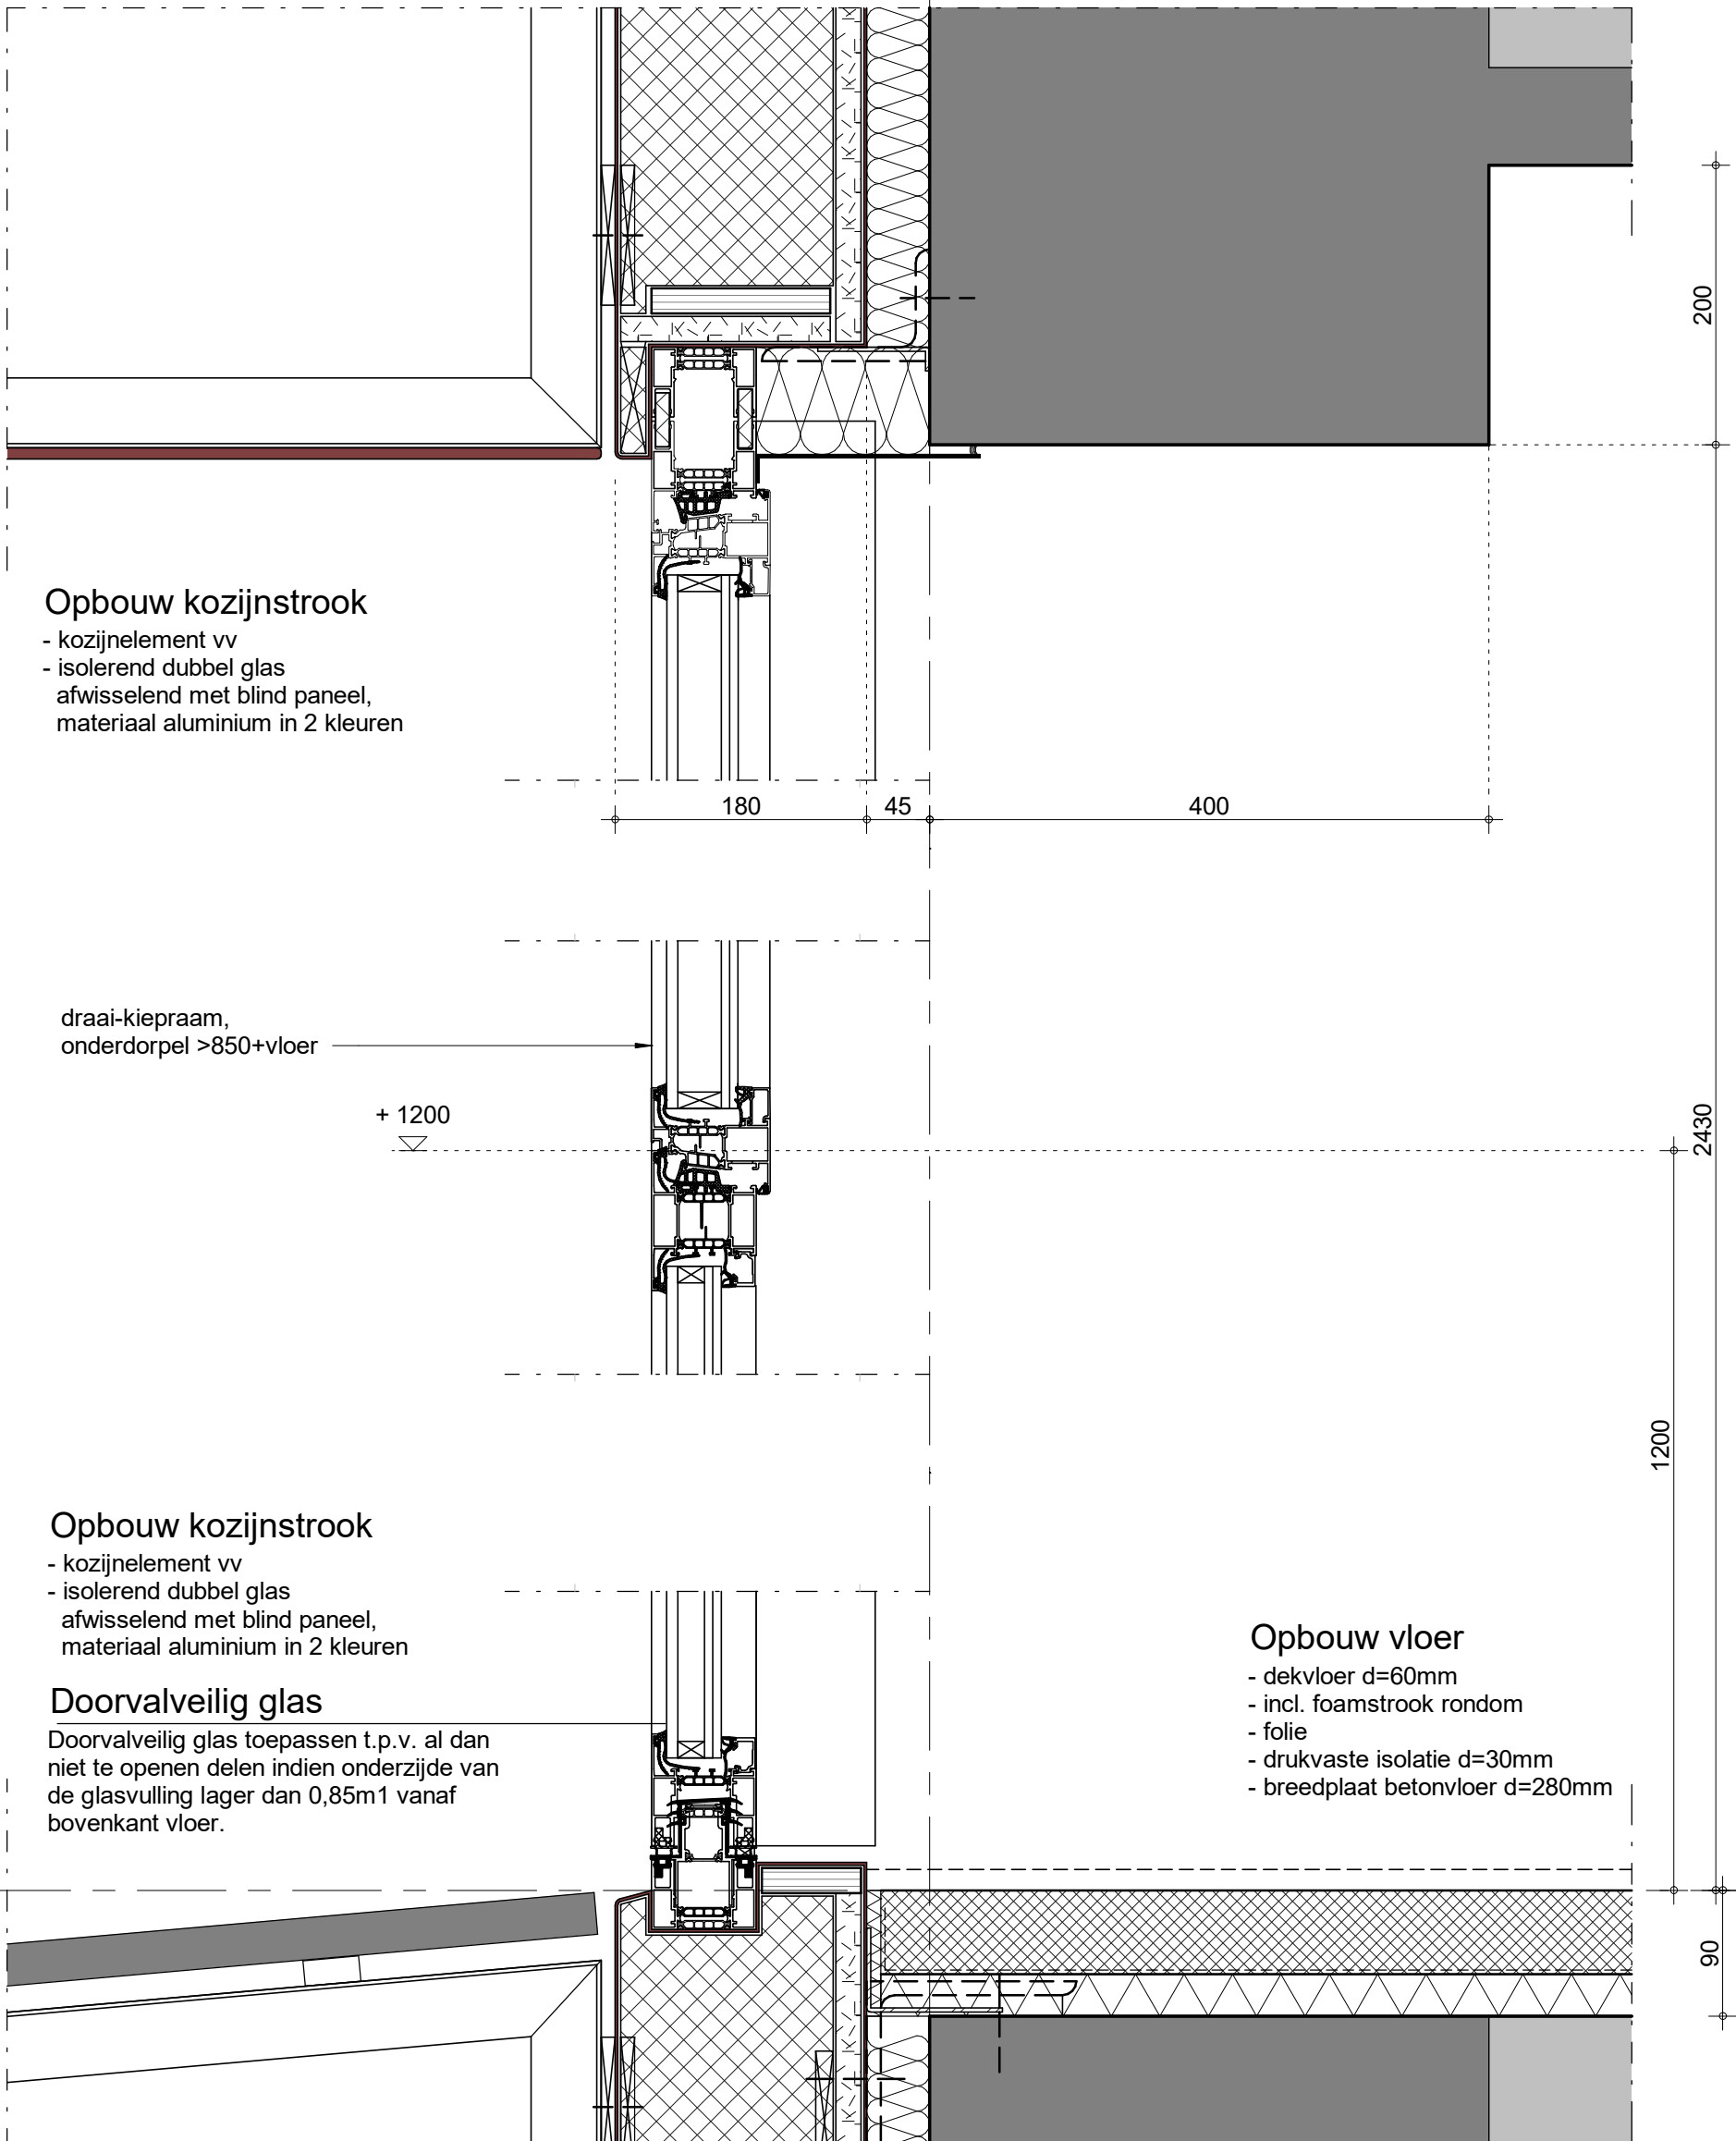 200
Opbouw kozijnstrook
- kozijnelement vv
- isolerend dubbel glas
afwisselend met blind paneel,
materiaal aluminium in 2 kleuren
180
45
400
draai-kiepraam,
onderdorpel >850+vloer
+ 1200
2430
1200
Opbouw kozijnstrook
- kozijnelement vv
- isolerend dubbel glas
afwisselend met blind paneel,
materiaal aluminium in 2 kleuren
Doorvalveilig glas
Doorvalveilig glas toepassen t.p.v. al dan
niet te openen delen indien onderzijde van
de glasvulling lager dan 0,85m1 vanaf
bovenkant vloer.
Opbouw vloer
- dekvloer d=60mm
- incl. foamstrook rondom
- folie
- drukvaste isolatie d=30mm
- breedplaat betonvloer d=280mm
90